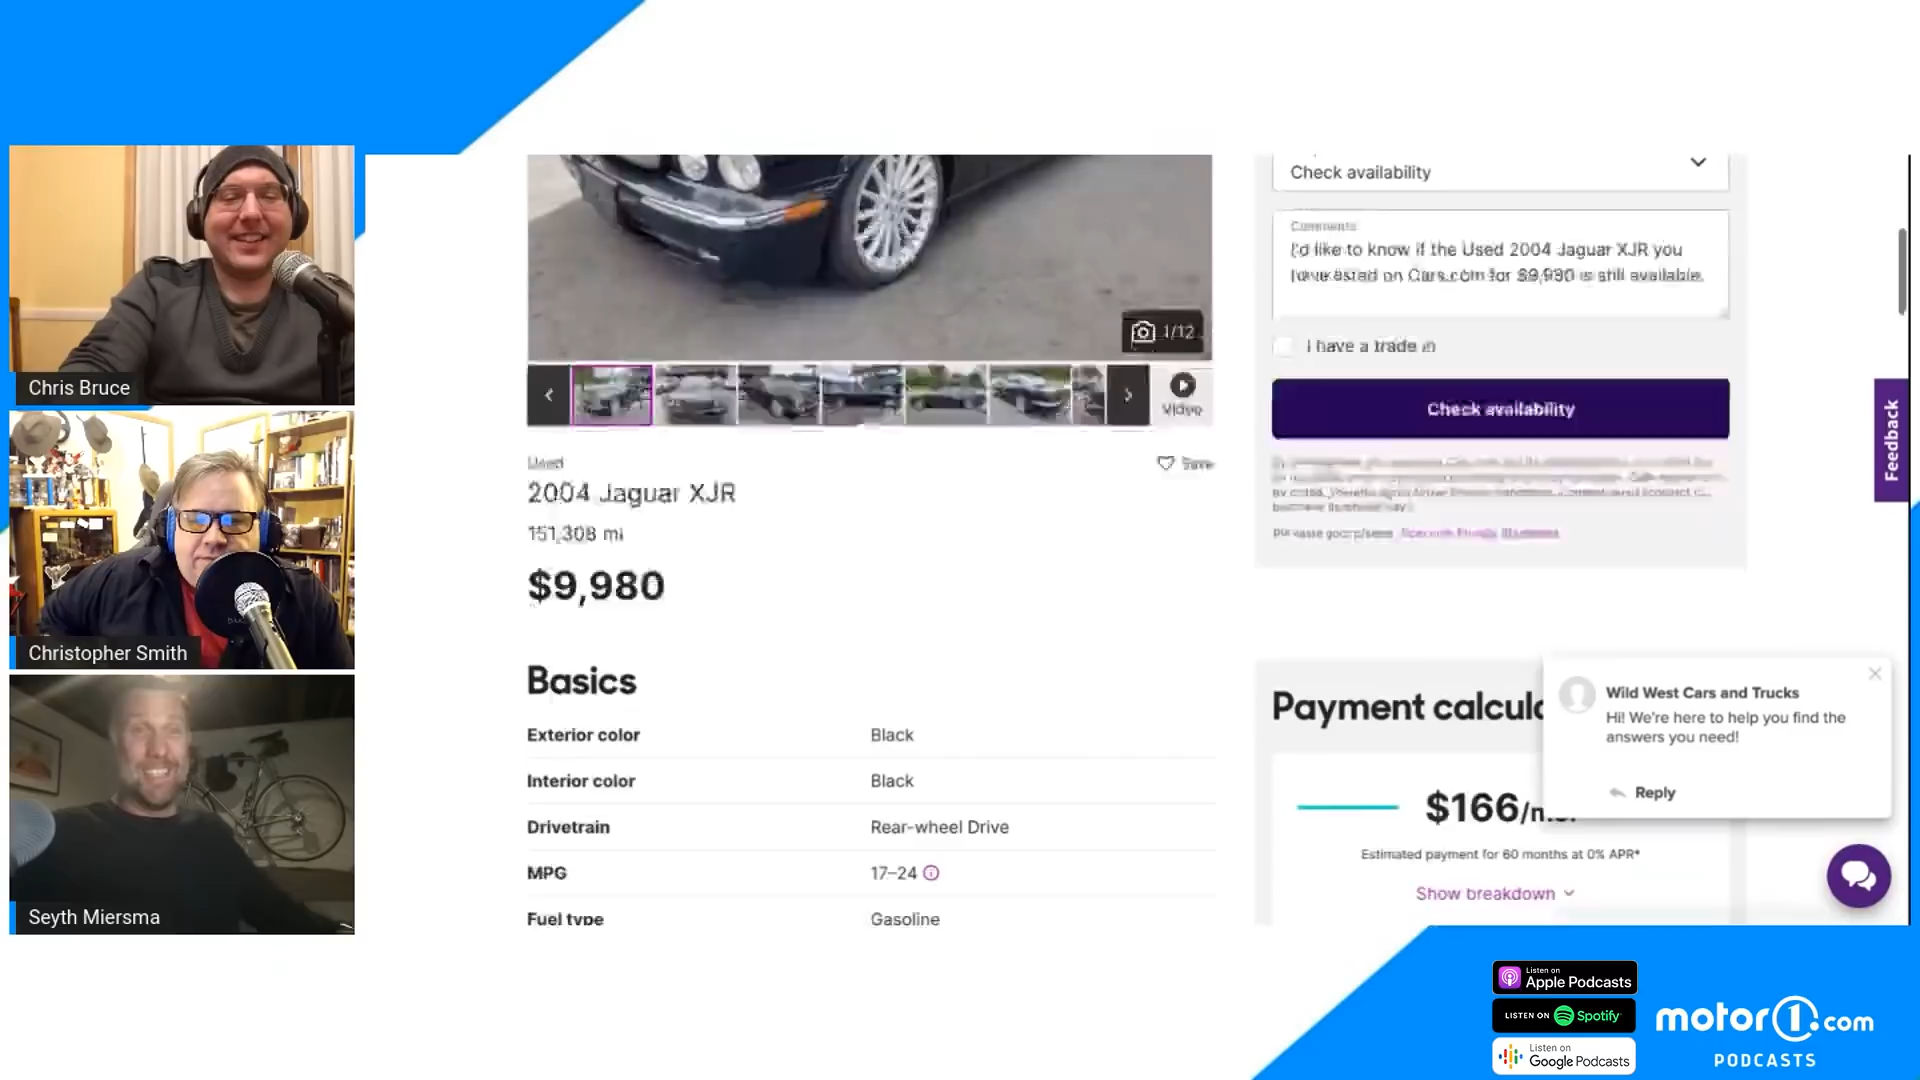 Chris Bruce
Christopher Smith
Seyth Miersma
1/12
Video
Used
Save
2004 Jaguar XJR
151,308 mi
$9,980
Basics
Exterior color Black
Interior color Black
Drivetrain Rear-wheel Drive
MPG 17–24
Fuel type Gasoline
Check availability
Comments
I'd like to know if the Used 2004 Jaguar XJR you
have listed on Cars.com for $9,980 is still available.
I have a trade in
Check availability
Feedback
Payment calcul
$166/m
Estimated payment for 60 months at 0% APR*
Show breakdown
Wild West Cars and Trucks
Hi! We're here to help you find the
answers you need!
Reply
Listen on
Apple Podcasts
LISTEN ON Spotify
Listen on
Google Podcasts
motor1.com
PODCASTS